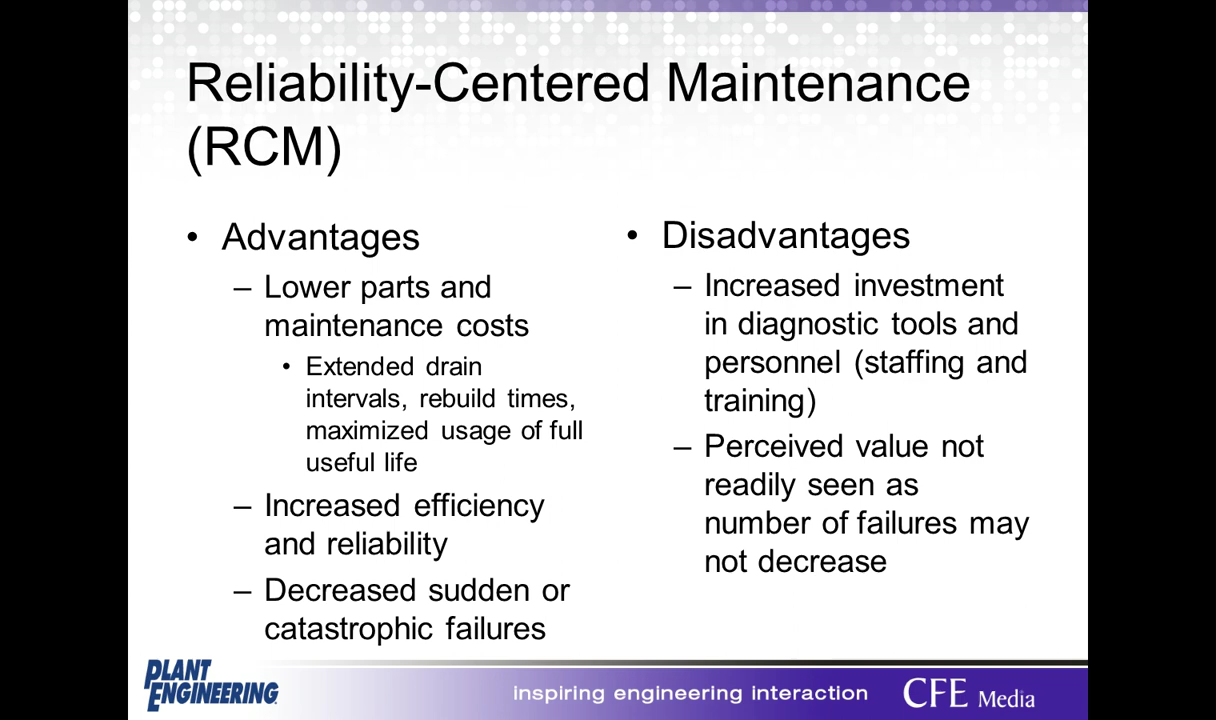 Reliability-Centered Maintenance
(RCM)
• Advantages
– Lower parts and
maintenance costs
• Extended drain
intervals, rebuild times,
maximized usage of full
useful life
– Increased efficiency
and reliability
– Decreased sudden or
catastrophic failures
• Disadvantages
– Increased investment
in diagnostic tools and
personnel (staffing and
training)
– Perceived value not
readily seen as
number of failures may
not decrease
PLANT
ENGINEERING
inspiring engineering interaction
CFE Media